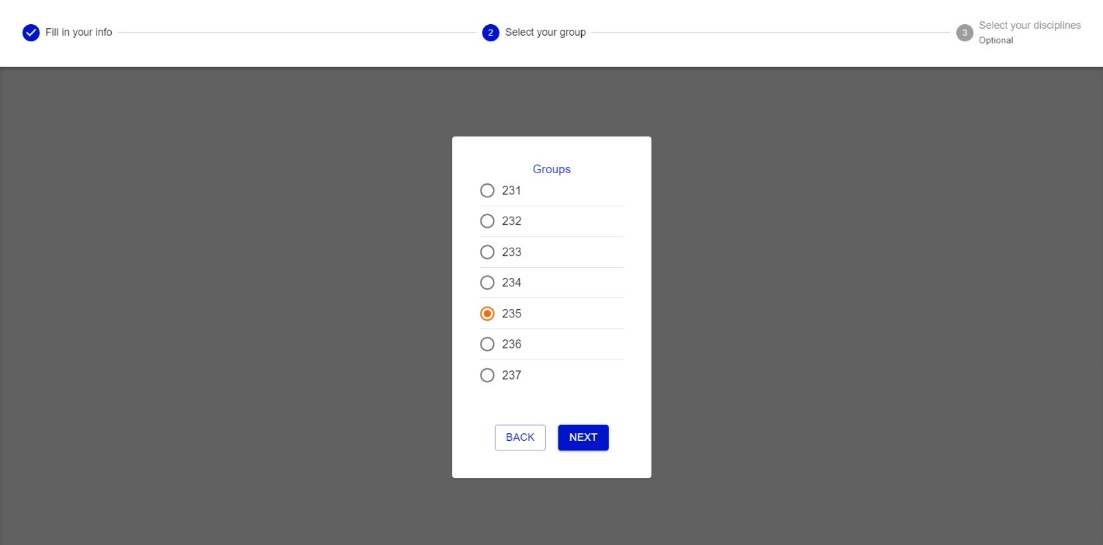 Fill in your info
2 Select your group
3 Select your disciplines
Optional
Groups
231
232
233
234
235
236
237
BACK NEXT